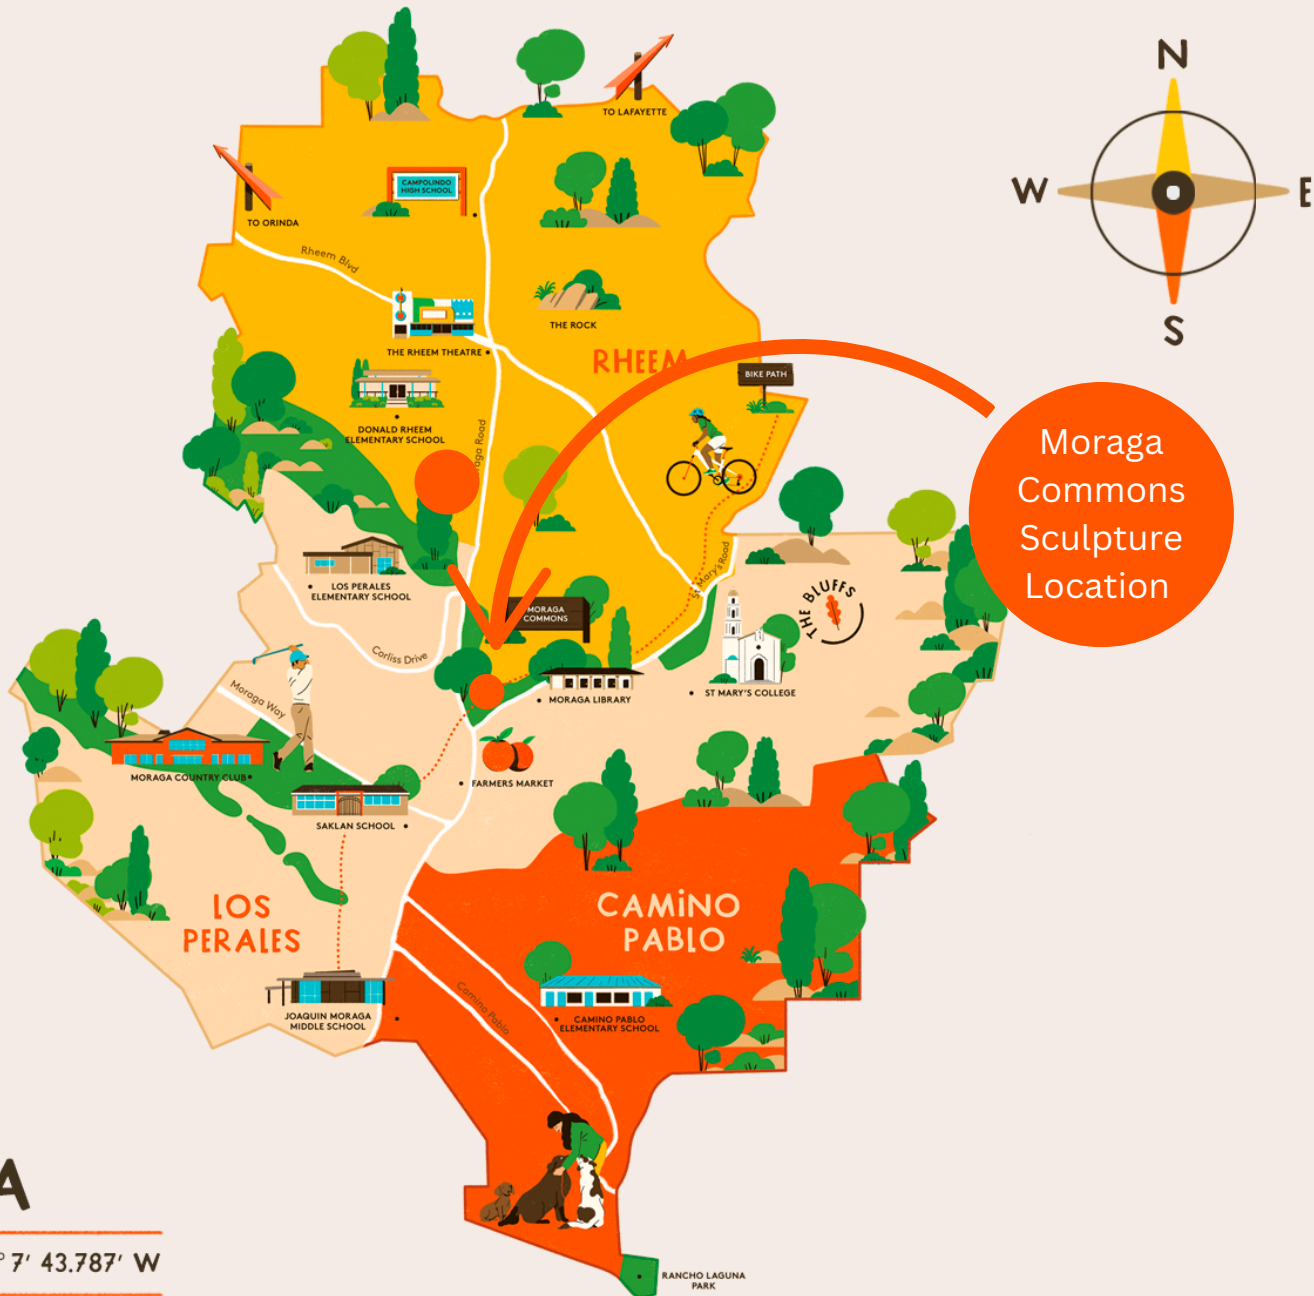 N
W
E
S
TO LAFAYETTE
CAMPOLINDO
HIGH SCHOOL
TO ORINDA
Rheem Blvd
THE ROCK
THE RHEEM THEATRE
RHEEM
BIKE PATH
DONALD RHEEM
ELEMENTARY SCHOOL
Moraga
Commons
Sculpture
Location
LOS PERALES
ELEMENTARY SCHOOL
St Mary's Road
THE BLUFFS
MORAGA
COMMONS
Corliss Drive
Moraga Way
MORAGA LIBRARY
ST MARY'S COLLEGE
MORAGA COUNTRY CLUB
FARMERS MARKET
SAKLAN SCHOOL
LOS
PERALES
CAMiNO
PABLO
JOAQUIN MORAGA
MIDDLE SCHOOL
Camino Pablo
CAMINO PABLO
ELEMENTARY SCHOOL
A
° 7' 43.787' W
RANCHO LAGUNA
PARK